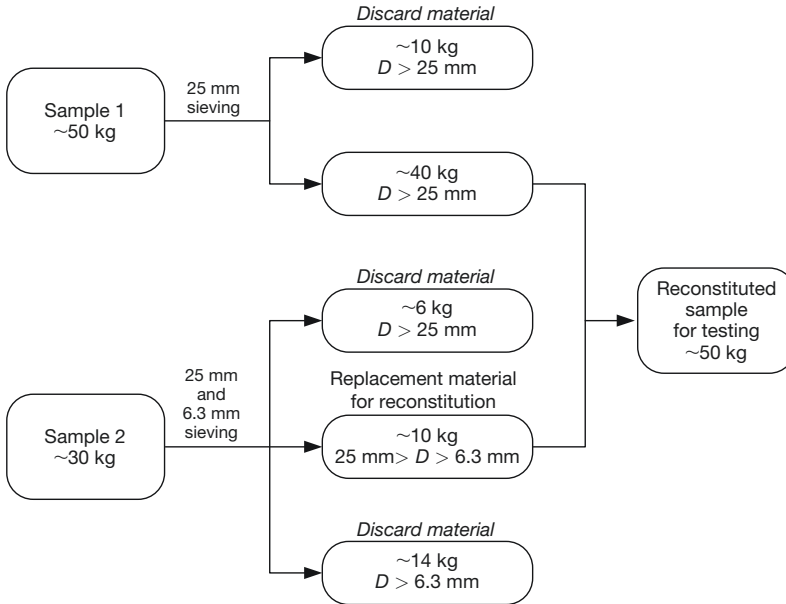 Discard material
~10 kg
D > 25 mm
Sample 1
~50 kg
25 mm
sieving
~40 kg
D > 25 mm
Discard material
~6 kg
D > 25 mm
Reconstituted
sample
for testing
~50 kg
Sample 2
~30 kg
25 mm
and
6.3 mm
sieving
Replacement material
for reconstitution
~10 kg
25 mm> D > 6.3 mm
Discard material
~14 kg
D > 6.3 mm